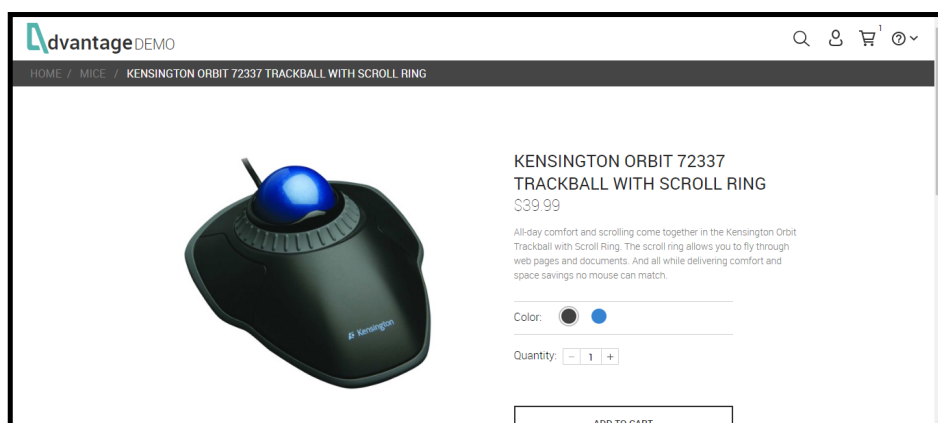 dvantage DEMO
1
HOME / MICE / KENSINGTON ORBIT 72337 TRACKBALL WITH SCROLL RING
KENSINGTON ORBIT 72337
TRACKBALL WITH SCROLL RING
$39.99
All-day comfort and scrolling come together in the Kensington Orbit
Trackball with Scroll Ring. The scroll ring allows you to fly through
web pages and documents. And all while delivering comfort and
space savings no mouse can match.
Color:
Kensington
Quantity: − 1 +
ADD TO CART